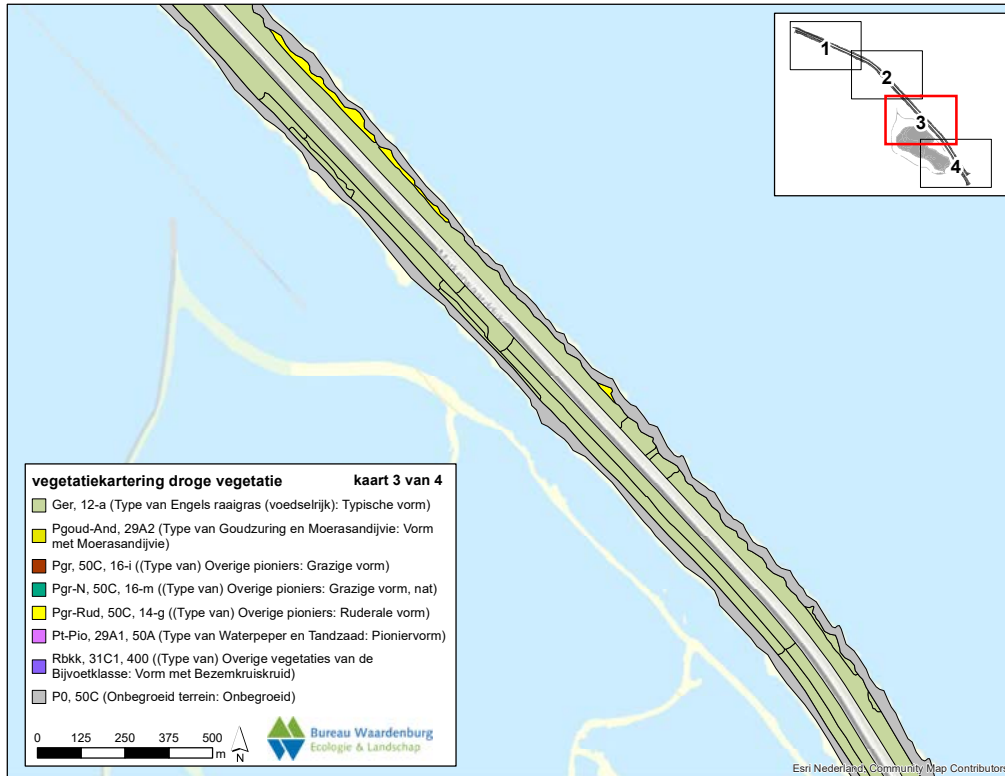 1
2
3
4
Markerwaarddijk
vegetatiekartering droge vegetatie kaart 3 van 4
Ger, 12-a (Type van Engels raaigras (voedselrijk): Typische vorm)
Pgoud-And, 29A2 (Type van Goudzuring en Moerasandijvie: Vorm
met Moerasandijvie)
Pgr, 50C, 16-i ((Type van) Overige pioniers: Grazige vorm)
Pgr-N, 50C, 16-m ((Type van) Overige pioniers: Grazige vorm, nat)
Pgr-Rud, 50C, 14-g ((Type van) Overige pioniers: Ruderale vorm)
Pt-Pio, 29A1, 50A (Type van Waterpeper en Tandzaad: Pioniervorm)
Rbkk, 31C1, 400 ((Type van) Overige vegetaties van de
Bijvoetklasse: Vorm met Bezemkruiskruid)
P0, 50C (Onbegroeid terrein: Onbegroeid)
0 125 250 375 500
m
N
Bureau Waardenburg
Ecologie & Landschap
Esri Nederland, Community Map Contributors